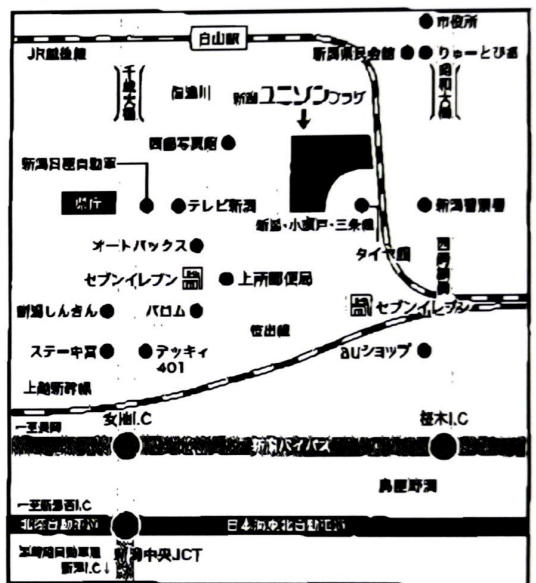 市役所
白山駅
JR越後線
新潟県民会館
りゅーとぴあ
千歳大橋
信濃川
昭和大橋
新潟ユニゾンプラザ
新潟日産自動車
県庁
テレビ新潟
新潟・小須戸・三条線
新潟警察署
タイヤ館
オートバックス
セブンイレブン
上所郵便局
セブンイレブン
新潟しんきん
パロム
笹出線
ステーキ宮
デッキィ
401
auショップ
上越新幹線
女池I.C
桜木I.C
←至長岡
新潟バイパス
鳥屋野潟
←至新潟西I.C
北陸自動車道
日本海東北自動車道
新潟中央JCT
新潟I.C↓